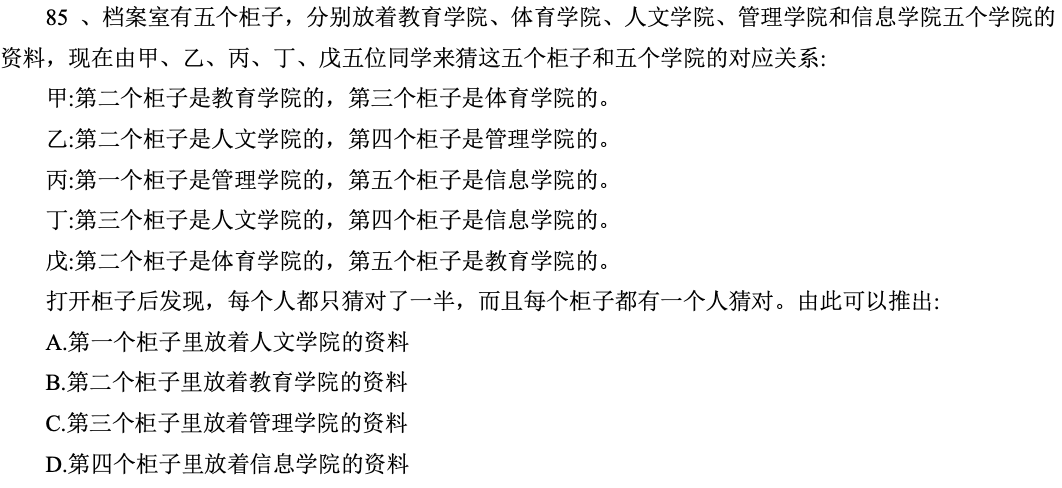 85 、档案室有五个柜子，分别放着教育学院、体育学院、人文学院、管理学院和信息学院五个学院的
资料，现在由甲、乙、丙、丁、戊五位同学来猜这五个柜子和五个学院的对应关系:
甲:第二个柜子是教育学院的，第三个柜子是体育学院的。
乙:第二个柜子是人文学院的，第四个柜子是管理学院的。
丙:第一个柜子是管理学院的，第五个柜子是信息学院的。
丁:第三个柜子是人文学院的，第四个柜子是信息学院的。
戊:第二个柜子是体育学院的，第五个柜子是教育学院的。
打开柜子后发现，每个人都只猜对了一半，而且每个柜子都有一个人猜对。由此可以推出:
A.第一个柜子里放着人文学院的资料
B.第二个柜子里放着教育学院的资料
C.第三个柜子里放着管理学院的资料
D.第四个柜子里放着信息学院的资料